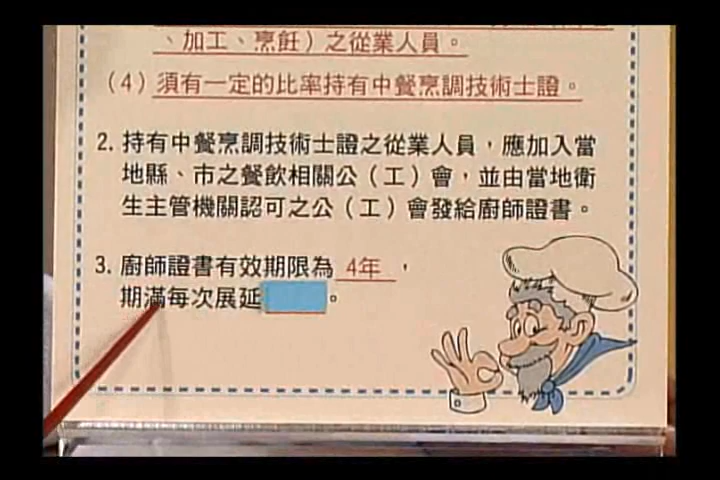 、加工、烹飪）之從業人員。
（4）須有一定的比率持有中餐烹調技術士證。
2. 持有中餐烹調技術士證之從業人員，應加入當
地縣、市之餐飲相關公（工）會，並由當地衛
生主管機關認可之公（工）會發給廚師證書。
3. 廚師證書有效期限為 4年，
期滿每次展延　　。